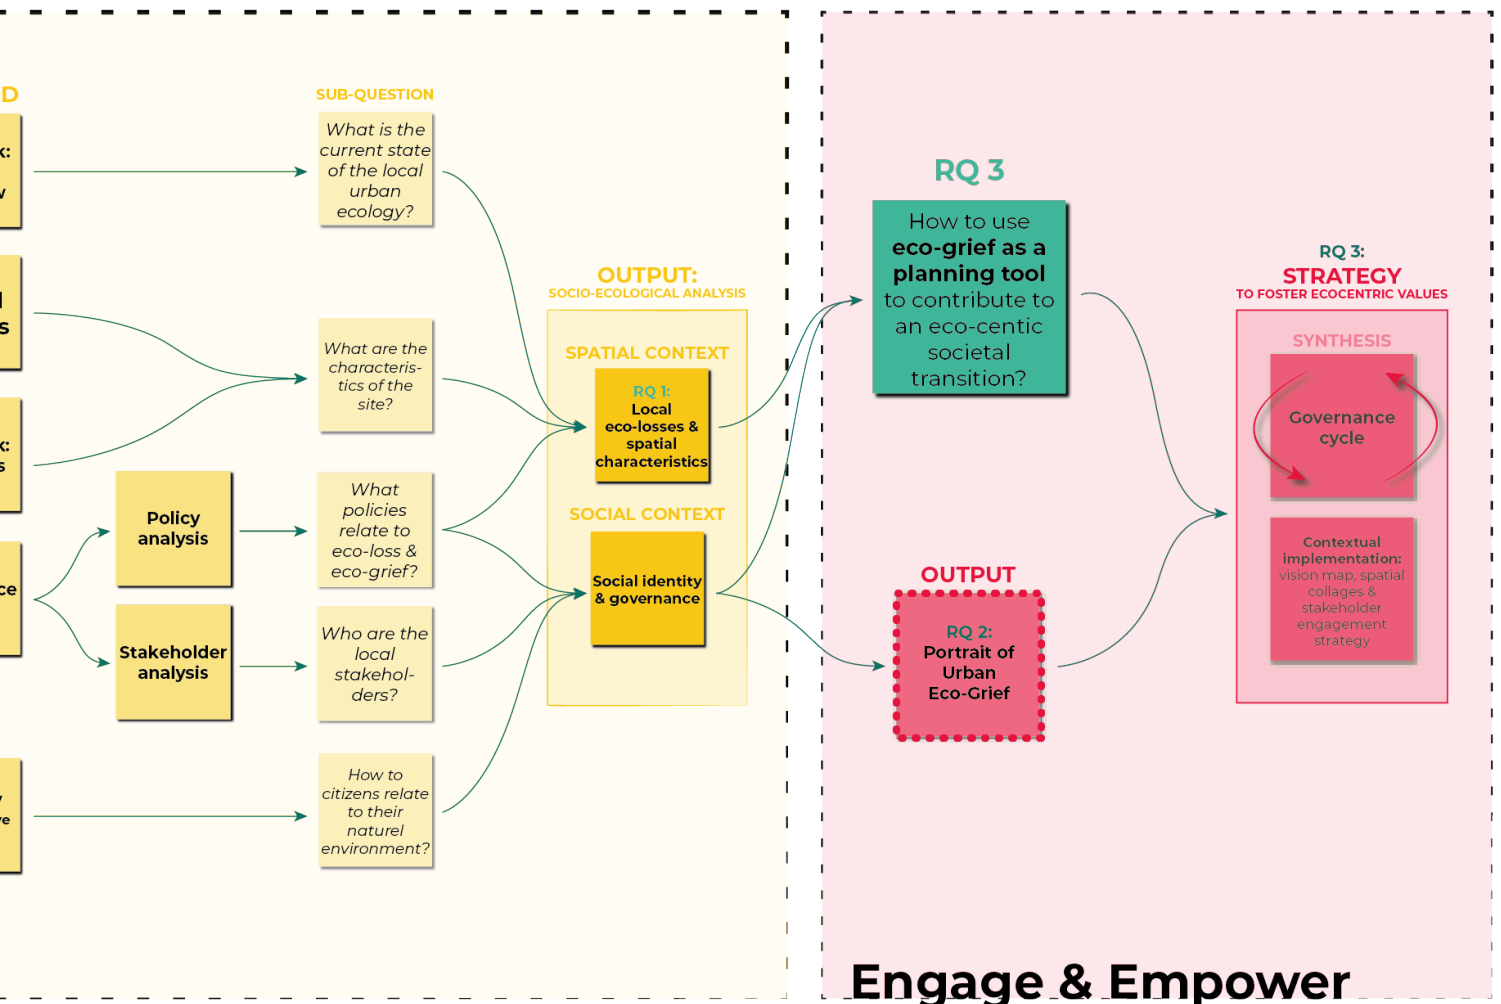 D
k:
w
l
s
k:
s
ce
y
ve
Policy
analysis
Stakeholder
analysis
SUB-QUESTION
What is the
current state
of the local
urban
ecology?
What are the
characteris-
tics of the
site?
What
policies
relate to
eco-loss &
eco-grief?
Who are the
local
stakehol-
ders?
How to
citizens relate
to their
naturel
environment?
OUTPUT:
SOCIO-ECOLOGICAL ANALYSIS
SPATIAL CONTEXT
RQ 1:
Local
eco-losses &
spatial
characteristics
SOCIAL CONTEXT
Social identity
& governance
RQ 3
How to use
eco-grief as a
planning tool
to contribute to
an eco-centic
societal
transition?
OUTPUT
RQ 2:
Portrait of
Urban
Eco-Grief
RQ 3:
STRATEGY
TO FOSTER ECOCENTRIC VALUES
SYNTHESIS
Governance
cycle
Contextual
implementation:
vision map, spatial
collages &
stakeholder
engagement
strategy
Engage & Empower